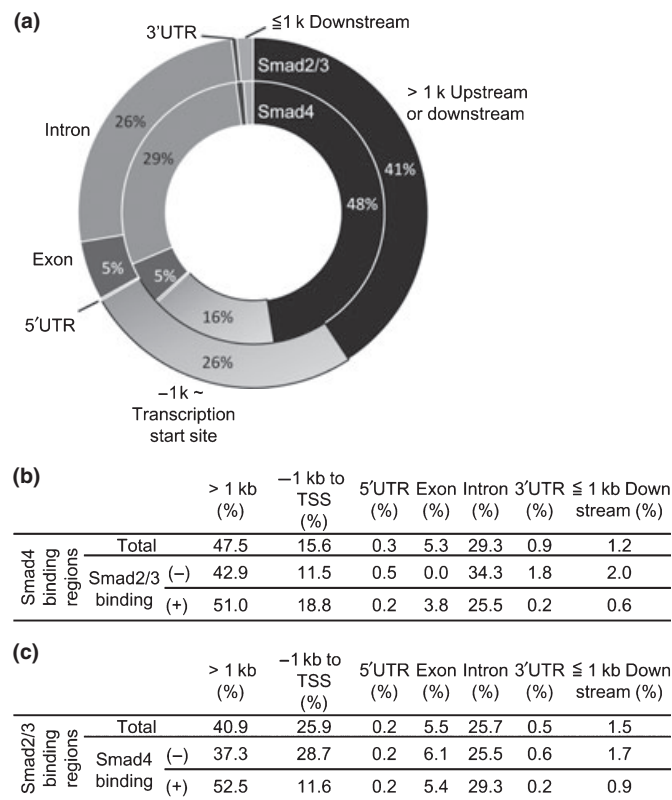 (a)
3'UTR
≦1 k Downstream
Smad2/3
> 1 k Upstream
or downstream
Smad4
Intron
26%
29%
41%
48%
Exon
5%
5%
16%
5′UTR
26%
–1k ~
Transcription
start site
(b)
> 1 kb (%) –1 kb to TSS (%) 5′UTR (%) Exon (%) Intron (%) 3′UTR (%) ≦ 1 kb Down stream (%)
Smad4 binding regions
Total 47.5 15.6 0.3 5.3 29.3 0.9 1.2
Smad2/3 binding
(–) 42.9 11.5 0.5 0.0 34.3 1.8 2.0
(+) 51.0 18.8 0.2 3.8 25.5 0.2 0.6
(c)
> 1 kb (%) –1 kb to TSS (%) 5′UTR (%) Exon (%) Intron (%) 3′UTR (%) ≦ 1 kb Down stream (%)
Smad2/3 binding regions
Total 40.9 25.9 0.2 5.5 25.7 0.5 1.5
Smad4 binding
(–) 37.3 28.7 0.2 6.1 25.5 0.6 1.7
(+) 52.5 11.6 0.2 5.4 29.3 0.2 0.9